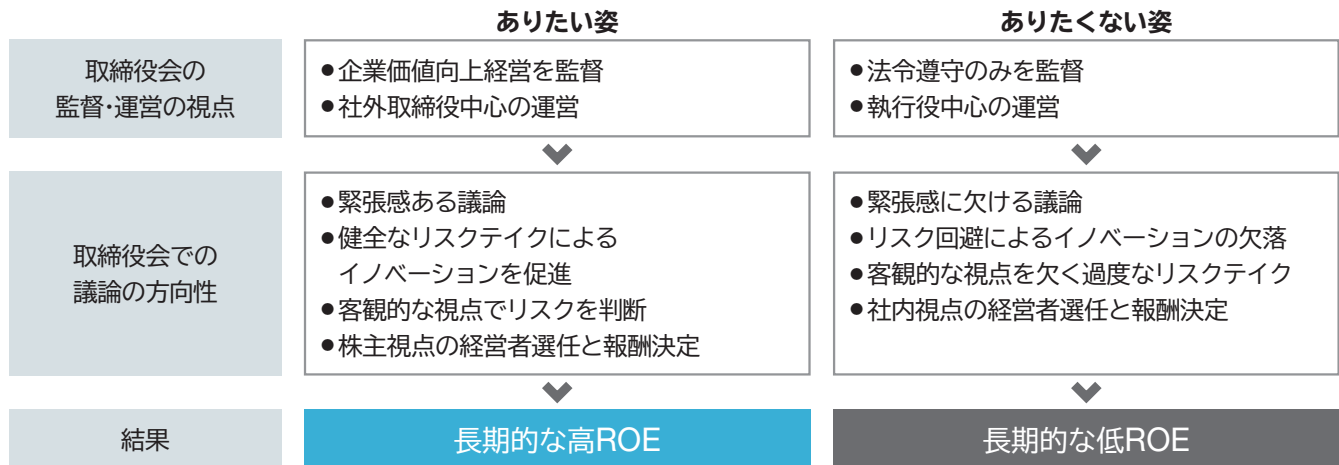 ありたい姿
ありたくない姿
取締役会の
監督・運営の視点
●企業価値向上経営を監督
●社外取締役中心の運営
●法令遵守のみを監督
●執行役中心の運営
取締役会での
議論の方向性
●緊張感ある議論
●健全なリスクテイクによる
イノベーションを促進
●客観的な視点でリスクを判断
●株主視点の経営者選任と報酬決定
●緊張感に欠ける議論
●リスク回避によるイノベーションの欠落
●客観的な視点を欠く過度なリスクテイク
●社内視点の経営者選任と報酬決定
結果
長期的な高ROE
長期的な低ROE